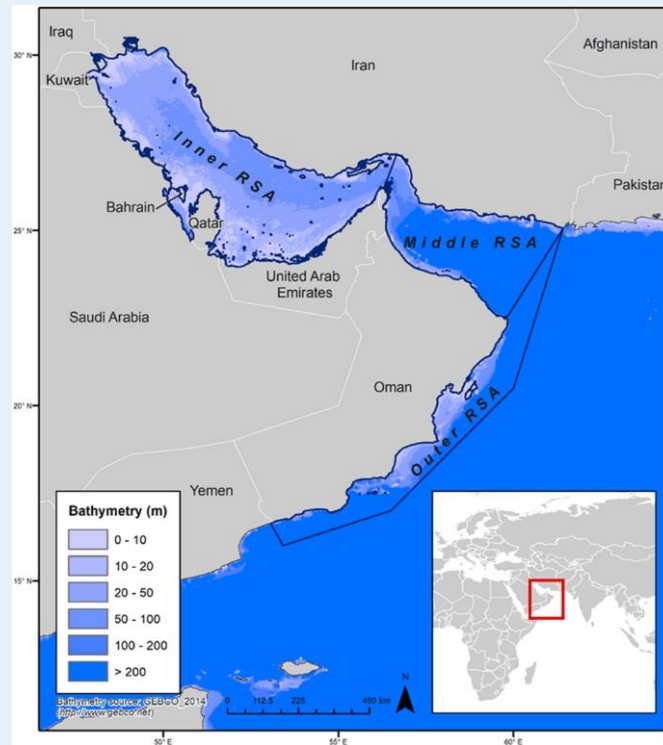 30°N
25°N
20°N
15°N
Iraq
Kuwait
Iran
Afghanistan
Pakistan
Inner RSA
Bahrain
Qatar
Middle RSA
United Arab
Emirates
Saudi Arabia
Oman
Outer RSA
Yemen
Bathymetry (m)
0 - 10
10 - 20
20 - 50
50 - 100
100 - 200
> 200
Bathymetry source: GEBCO_2014
(http://www.gebco.net)
0 112.5 225 450 km
N
50° E 55° E 60° E